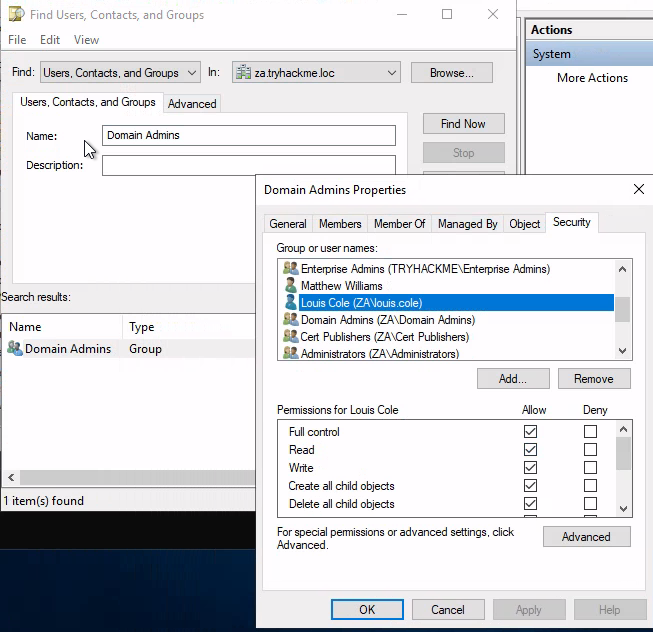 Find Users, Contacts, and Groups
File Edit View
Find: Users, Contacts, and Groups In: za.tryhackme.loc Browse...
Users, Contacts, and Groups Advanced
Name: Domain Admins
Description:
Find Now
Stop
Search results:
Name Type
Domain Admins Group
1 item(s) found
Actions
System
More Actions
Domain Admins Properties
General Members Member Of Managed By Object Security
Group or user names:
Enterprise Admins (TRYHACKME\Enterprise Admins)
Matthew Williams
Louis Cole (ZA\louis.cole)
Domain Admins (ZA\Domain Admins)
Cert Publishers (ZA\Cert Publishers)
Administrators (ZA\Administrators)
Add... Remove
Permissions for Louis Cole Allow Deny
Full control
Read
Write
Create all child objects
Delete all child objects
For special permissions or advanced settings, click
Advanced.
Advanced
OK Cancel Apply Help